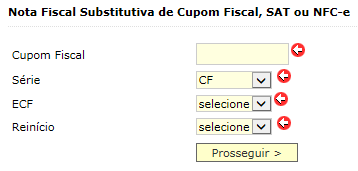 Nota Fiscal Substitutiva de Cupom Fiscal, SAT ou NFC-e
Cupom Fiscal
Série CF
ECF selecione
Reinício selecione
Prosseguir >